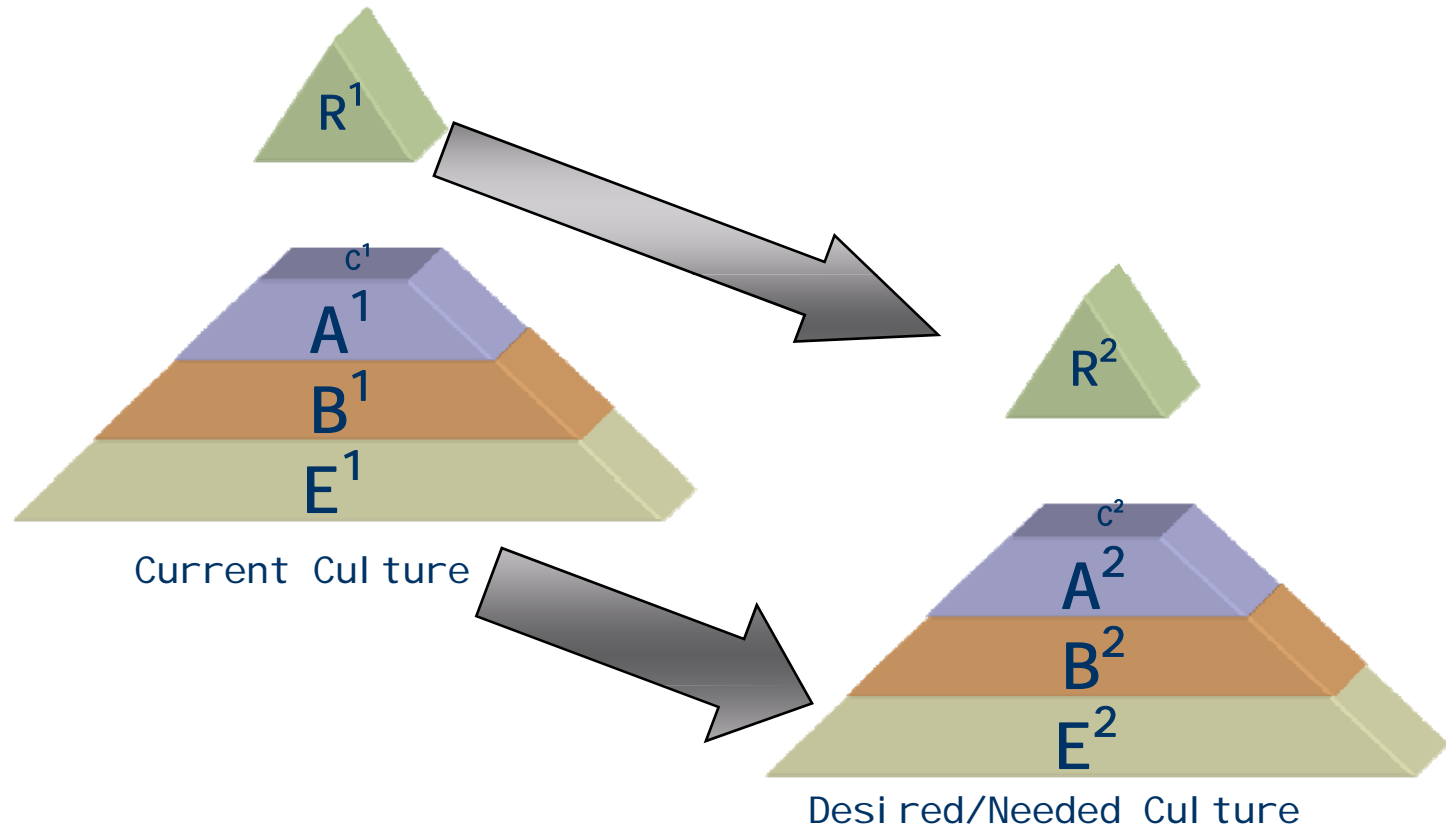 R¹
C¹
A¹
B¹
E¹
Current Culture
R²
C²
A²
B²
E²
Desired/Needed Culture